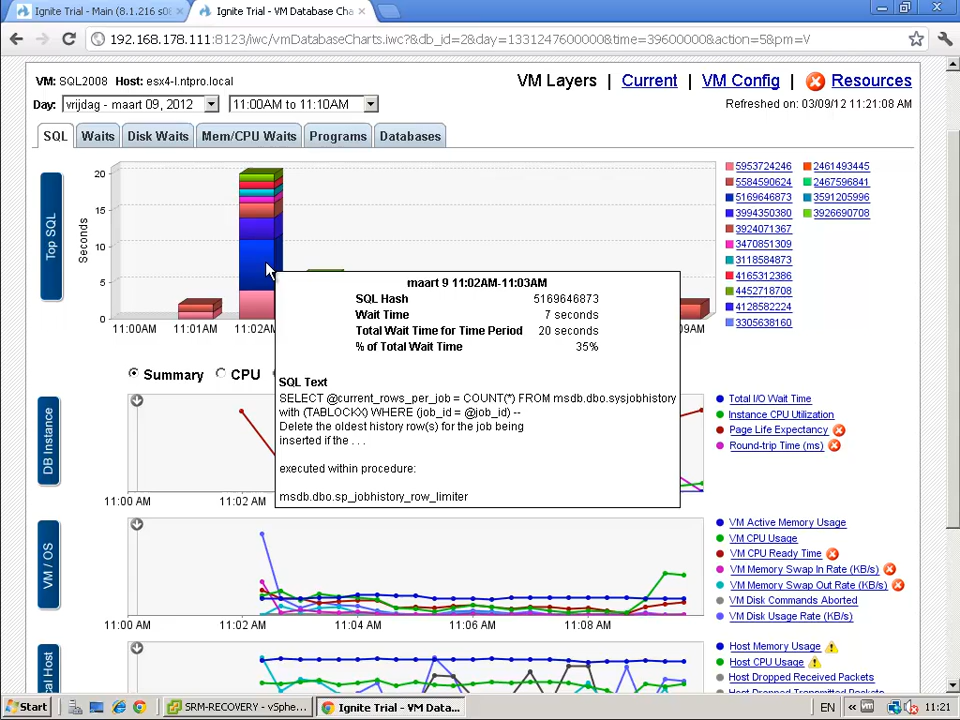 Ignite Trial - Main (8.1.216 s08
Ignite Trial - VM Database Cha
192.168.178.111:8123/iwc/vmDatabaseCharts.iwc?&db_id=2&day=1331247600000&time=39600000&action=5&pm=V
VM: SQL2008 Host: esx4-l.ntpro.local
VM Layers | Current | VM Config | Resources
Day: vrijdag - maart 09, 2012 11:00AM to 11:10AM
Refreshed on: 03/09/12 11:21:08 AM
SQL Waits Disk Waits Mem/CPU Waits Programs Databases
Top SQL
Seconds
20
15
10
5
0
11:00AM 11:01AM 11:02AM
09AM
5953724246 2461493445
5584590624 2467596841
5169646873 3591205996
3994350380 3926690708
3924071367
3470851309
3118584873
4165312386
4452718708
4128582224
3305638160
maart 9 11:02AM-11:03AM
SQL Hash 5169646873
Wait Time 7 seconds
Total Wait Time for Time Period 20 seconds
% of Total Wait Time 35%
SQL Text
SELECT @current_rows_per_job = COUNT(*) FROM msdb.dbo.sysjobhistory
with (TABLOCKX) WHERE (job_id = @job_id) --
Delete the oldest history row(s) for the job being
inserted if the . . .
executed within procedure:
msdb.dbo.sp_jobhistory_row_limiter
Summary CPU
DB Instance
11:00 AM 11:02 AM
Total I/O Wait Time
Instance CPU Utilization
Page Life Expectancy
Round-trip Time (ms)
VM / OS
11:00 AM 11:02 AM 11:04 AM 11:06 AM 11:08 AM
VM Active Memory Usage
VM CPU Usage
VM CPU Ready Time
VM Memory Swap In Rate (KB/s)
VM Memory Swap Out Rate (KB/s)
VM Disk Commands Aborted
VM Disk Usage Rate (KB/s)
Host Memory Usage
Host CPU Usage
Host Dropped Received Packets
Host Dropped Transmitted Packets
Start SRM-RECOVERY - vSphe... Ignite Trial - VM Data... EN 11:21